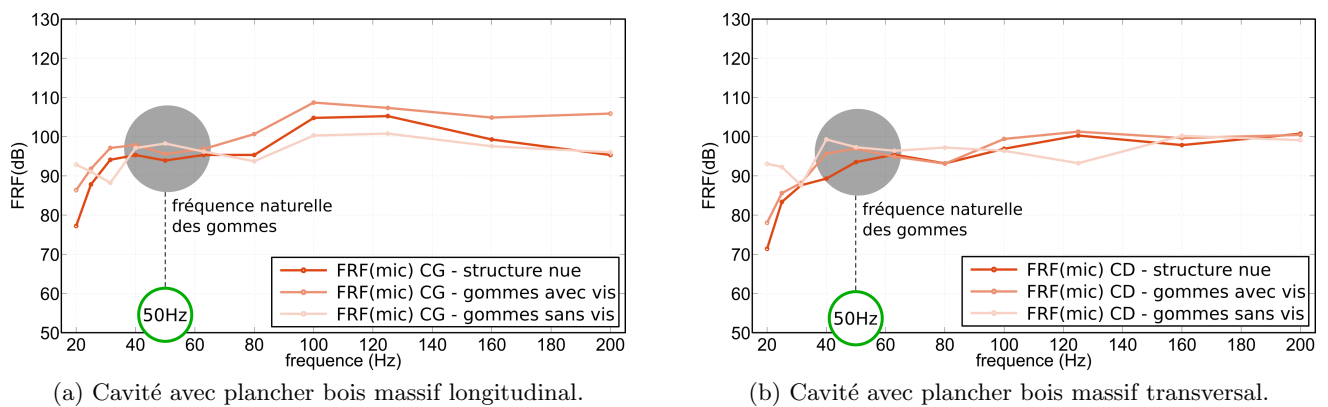 130
120
110
100
90
80
70
60
50
FRF(dB)
20 40 60 80 100 120 140 160 180 200
frequence (Hz)
fréquence naturelle
des gommes
50Hz
FRF(mic) CG - structure nue
FRF(mic) CG - gommes avec vis
FRF(mic) CG - gommes sans vis
(a) Cavité avec plancher bois massif longitudinal.
130
120
110
100
90
80
70
60
50
FRF(dB)
20 40 60 80 100 120 140 160 180 200
frequence (Hz)
fréquence naturelle
des gommes
50Hz
FRF(mic) CD - structure nue
FRF(mic) CD - gommes avec vis
FRF(mic) CD - gommes sans vis
(b) Cavité avec plancher bois massif transversal.